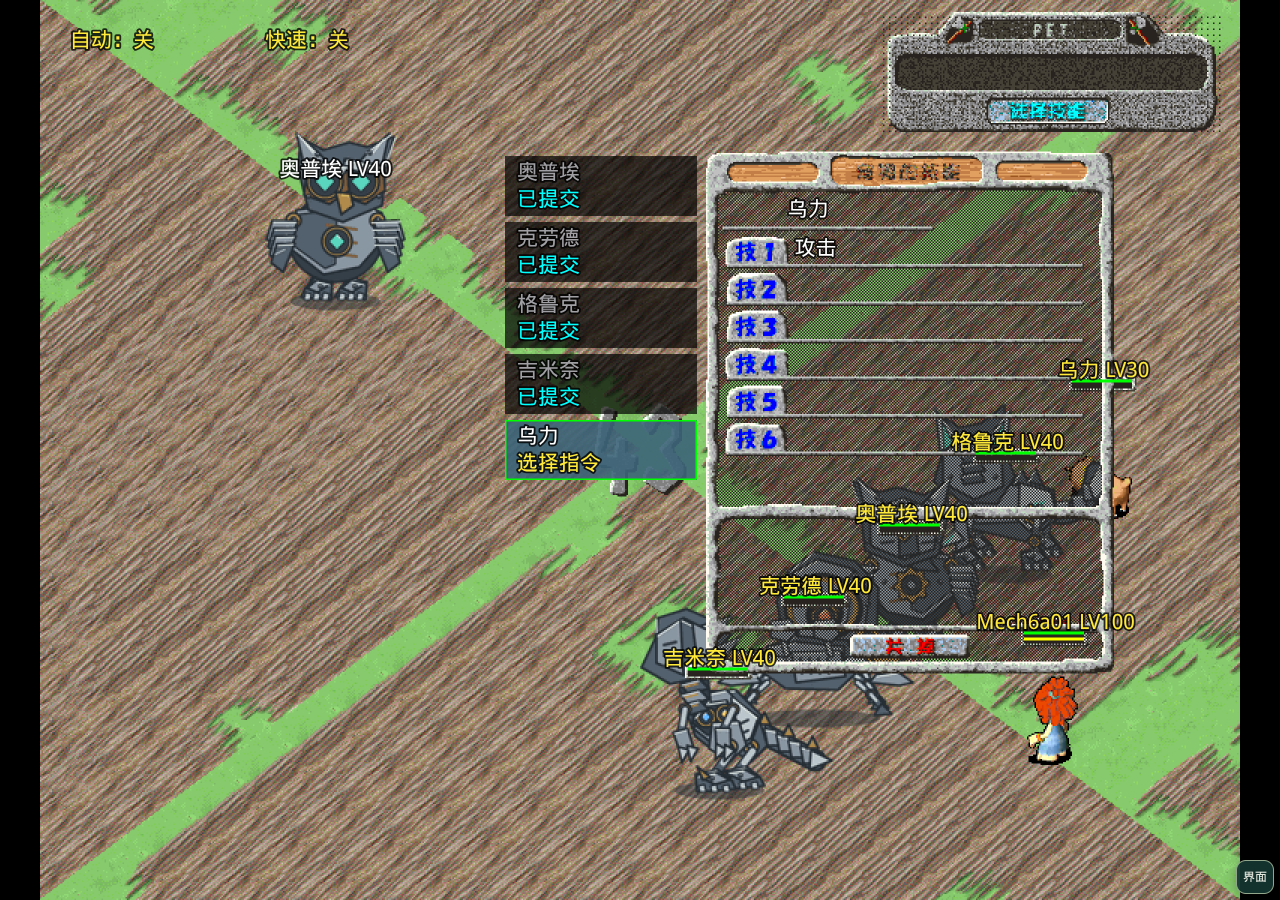 自动：关
快速：关
PET
选择技能
奥普埃 LV40
奥普埃
已提交
克劳德
已提交
格鲁克
已提交
吉米奈
已提交
乌力
选择指令
乌力
技1 攻击
技2
技3
技4
技5
技6
乌力 LV30
格鲁克 LV40
奥普埃 LV40
克劳德 LV40
Mech6a01 LV100
吉米奈 LV40
界面